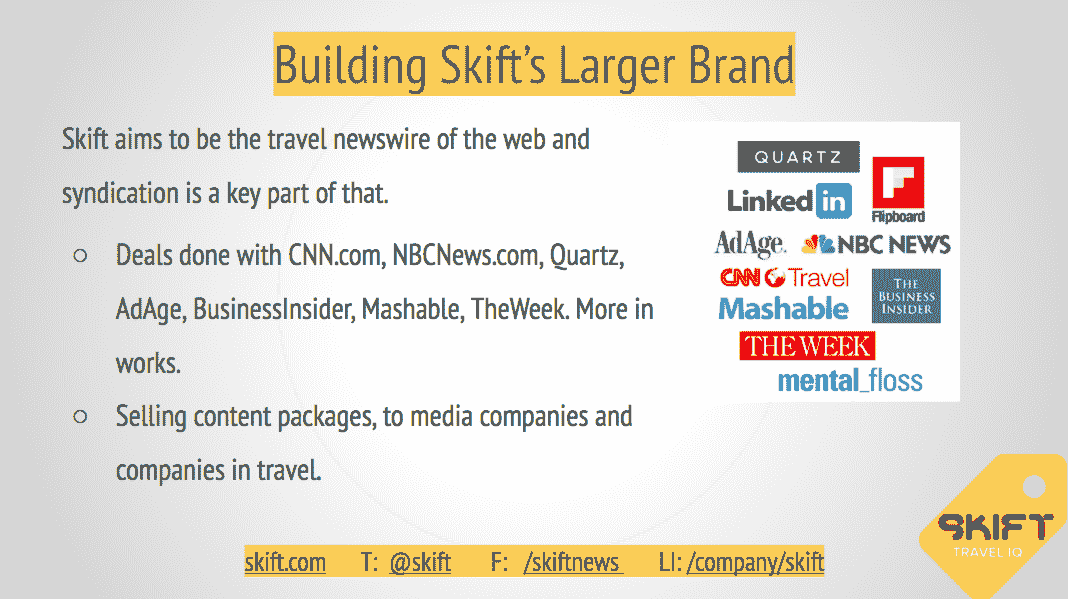 Building Skift's Larger Brand
Skift aims to be the travel newswire of the web and
syndication is a key part of that.
○ Deals done with CNN.com, NBCNews.com, Quartz,
AdAge, BusinessInsider, Mashable, TheWeek. More in
works.
○ Selling content packages, to media companies and
companies in travel.
QUARTZ
Linked in
Flipboard
AdAge.
NBC NEWS
CNN Travel
Mashable
THE
BUSINESS
INSIDER
THE WEEK
mental_floss
SKIFT
TRAVEL IQ
skift.com T: @skift F: /skiftnews LI: /company/skift